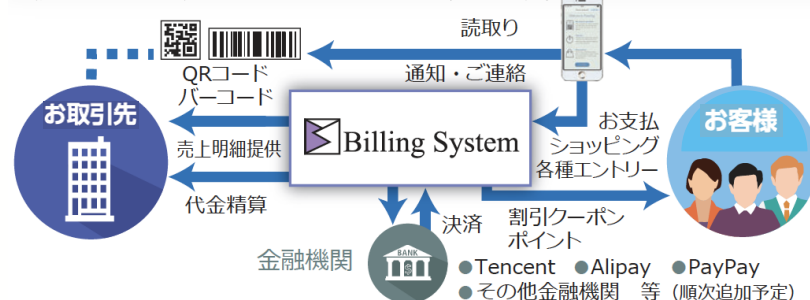 読取り
QRコード
バーコード
通知・ご連絡
お取引先
Billing System
お支払
ショッピング
各種エントリー
お客様
売上明細提供
代金精算
決済
割引クーポン
ポイント
金融機関
BANK
●Tencent ●Alipay ●PayPay
●その他金融機関 等（順次追加予定）